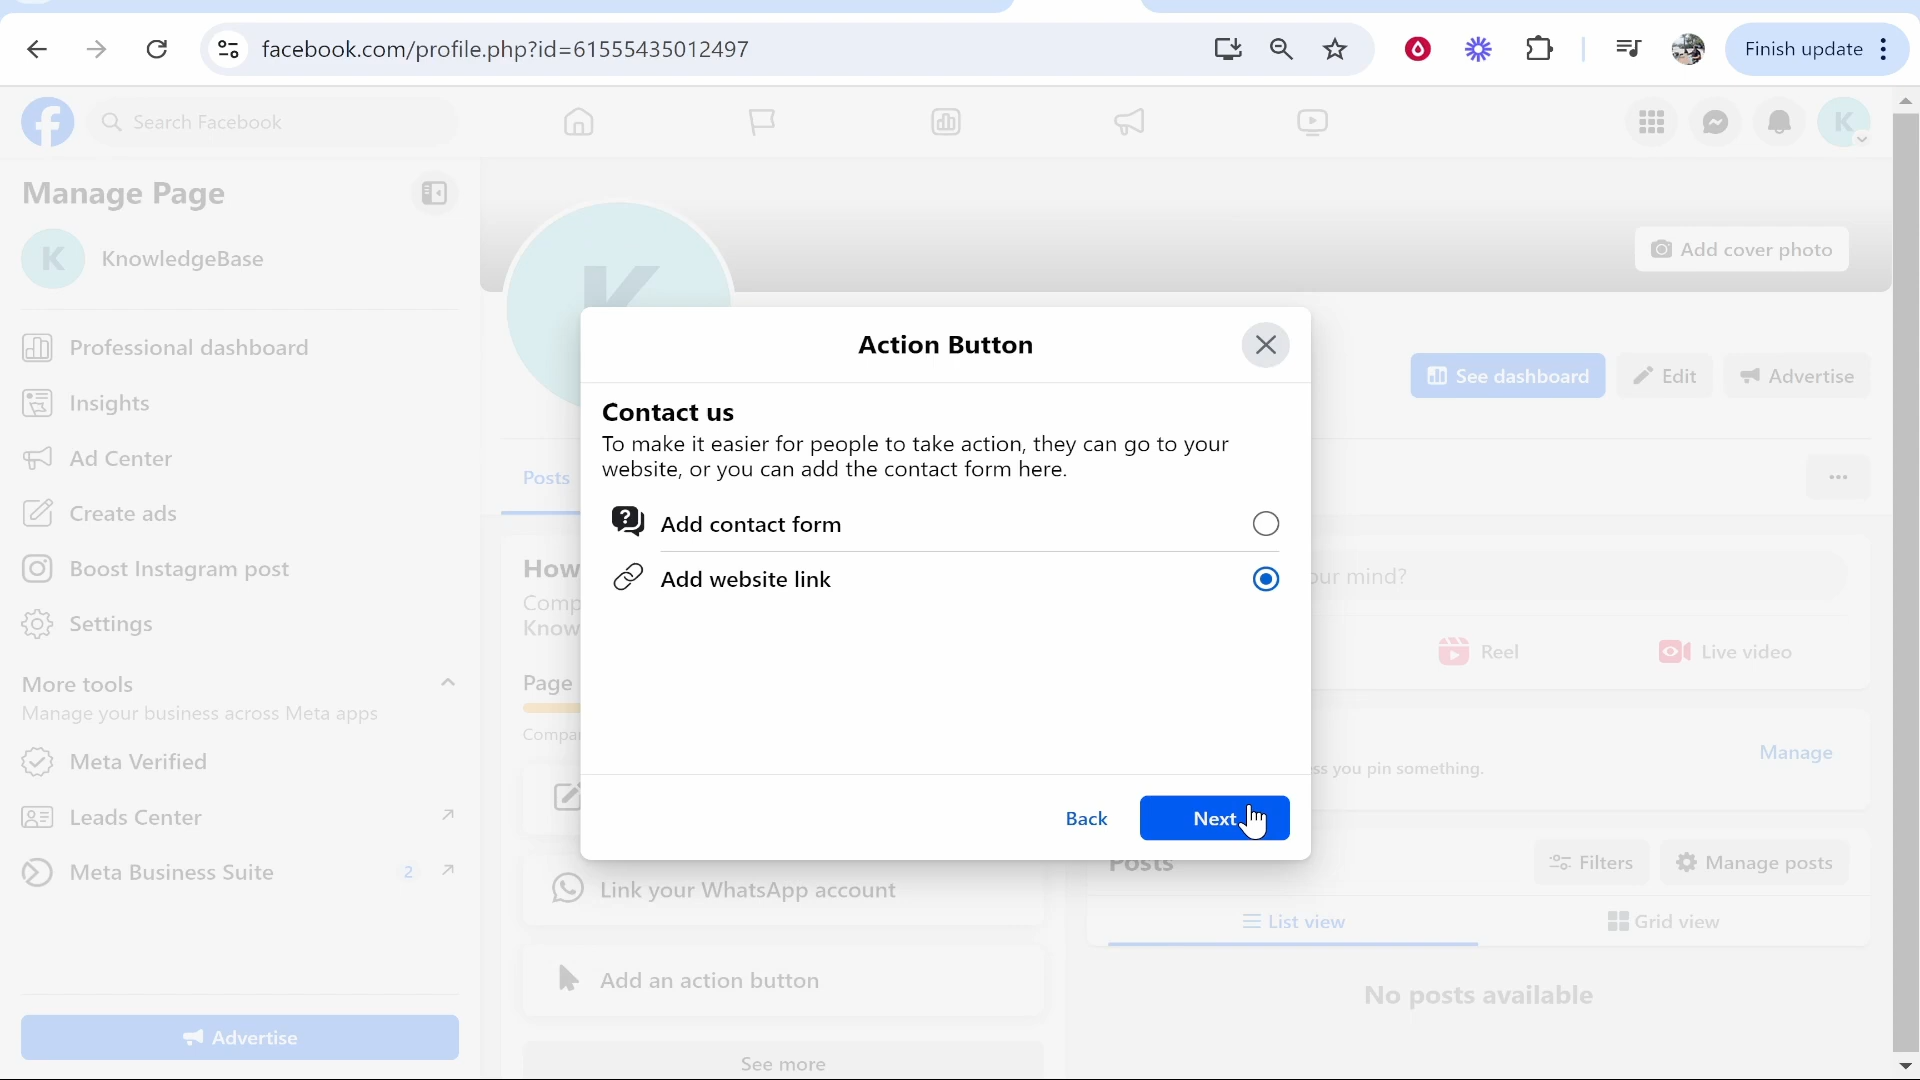 facebook.com/profile.php?id=61555435012497
Finish update
Search Facebook
K
Manage Page
K
KnowledgeBase
Add cover photo
K
Professional dashboard
Insights
Ad Center
Create ads
Boost Instagram post
Settings
More tools
Manage your business across Meta apps
Meta Verified
Leads Center
Meta Business Suite
2
Advertise
See dashboard
Edit
Advertise
Action Button
Contact us
To make it easier for people to take action, they can go to your
website, or you can add the contact form here.
Add contact form
Add website link
Back
Next
Posts
How
Comp
Know
Page
Compa
Link your WhatsApp account
Add an action button
See more
our mind?
Reel
Live video
Manage
ss you pin something.
Posts
Filters
Manage posts
List view
Grid view
No posts available